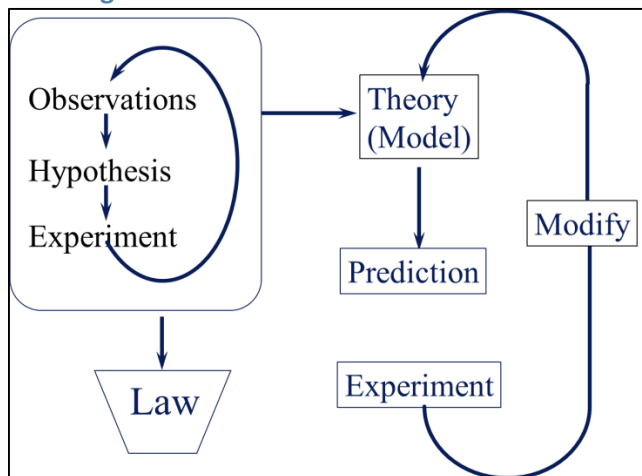 Observations
Hypothesis
Experiment
Law
Theory
(Model)
Prediction
Experiment
Modify